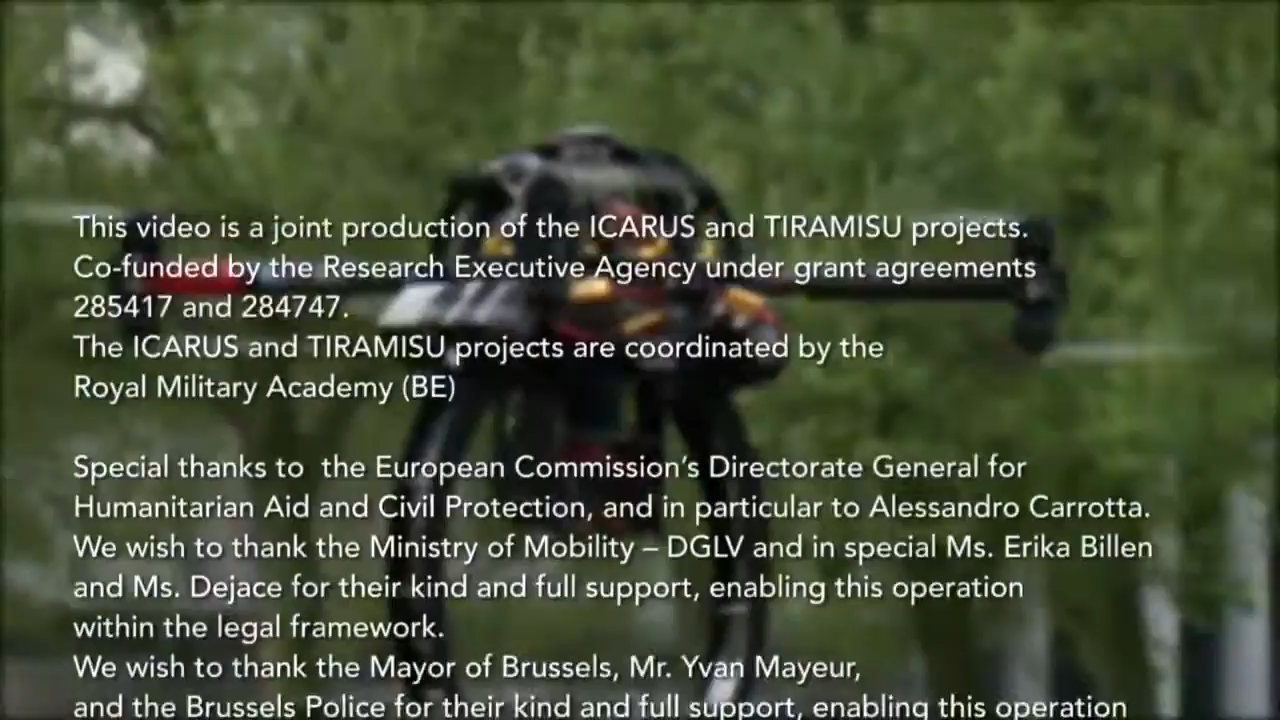 This video is a joint production of the ICARUS and TIRAMISU projects.
Co-funded by the Research Executive Agency under grant agreements
285417 and 284747.
The ICARUS and TIRAMISU projects are coordinated by the
Royal Military Academy (BE)
Special thanks to  the European Commission’s Directorate General for
Humanitarian Aid and Civil Protection, and in particular to Alessandro Carrotta.
We wish to thank the Ministry of Mobility – DGLV and in special Ms. Erika Billen
and Ms. Dejace for their kind and full support, enabling this operation
within the legal framework.
We wish to thank the Mayor of Brussels, Mr. Yvan Mayeur,
and the Brussels Police for their kind and full support, enabling this operation